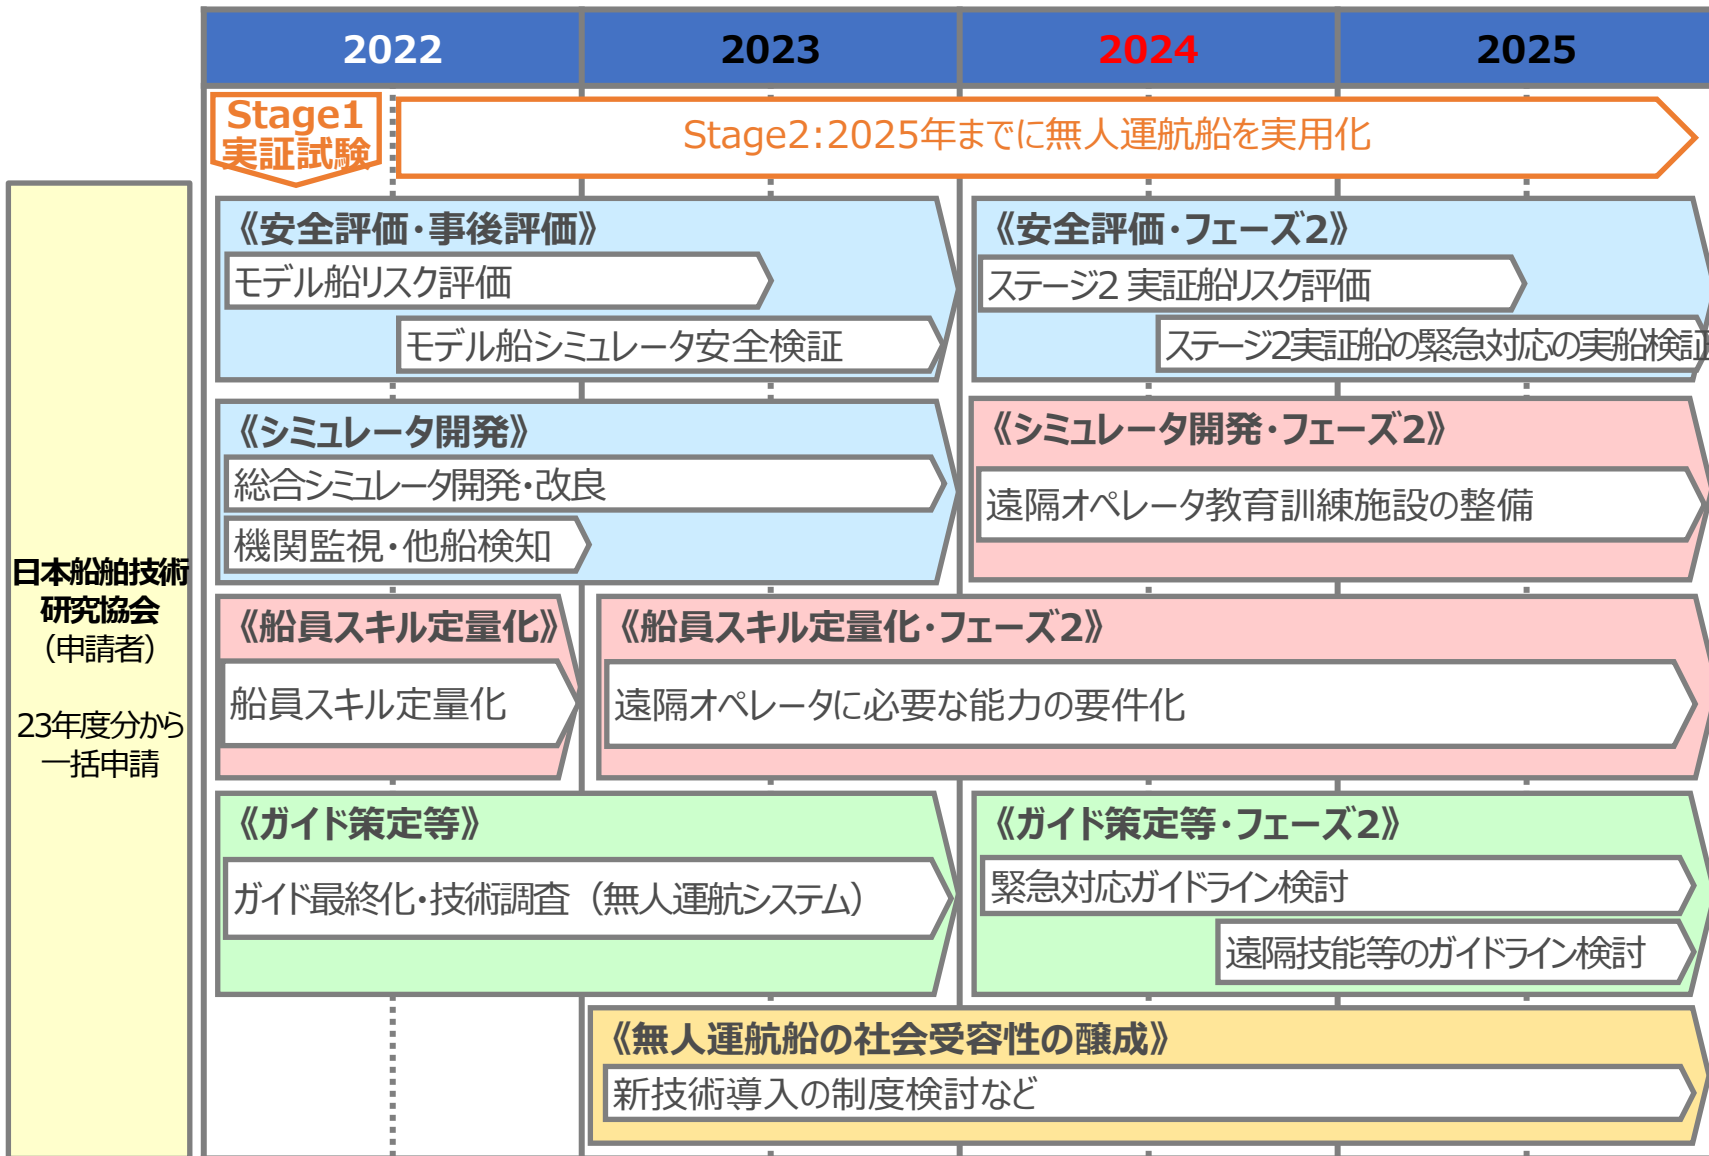 2022
2023
2024
2025
Stage1
実証試験
Stage2:2025年までに無人運航船を実用化
日本船舶技術
研究協会
（申請者）
23年度分から
一括申請
《安全評価・事後評価》
モデル船リスク評価
モデル船シミュレータ安全検証
《安全評価・フェーズ2》
ステージ2 実証船リスク評価
ステージ2実証船の緊急対応の実船検証
《シミュレータ開発》
総合シミュレータ開発・改良
機関監視・他船検知
《シミュレータ開発・フェーズ2》
遠隔オペレータ教育訓練施設の整備
《船員スキル定量化》
船員スキル定量化
《船員スキル定量化・フェーズ2》
遠隔オペレータに必要な能力の要件化
《ガイド策定等》
ガイド最終化・技術調査（無人運航システム）
《ガイド策定等・フェーズ2》
緊急対応ガイドライン検討
遠隔技能等のガイドライン検討
《無人運航船の社会受容性の醸成》
新技術導入の制度検討など